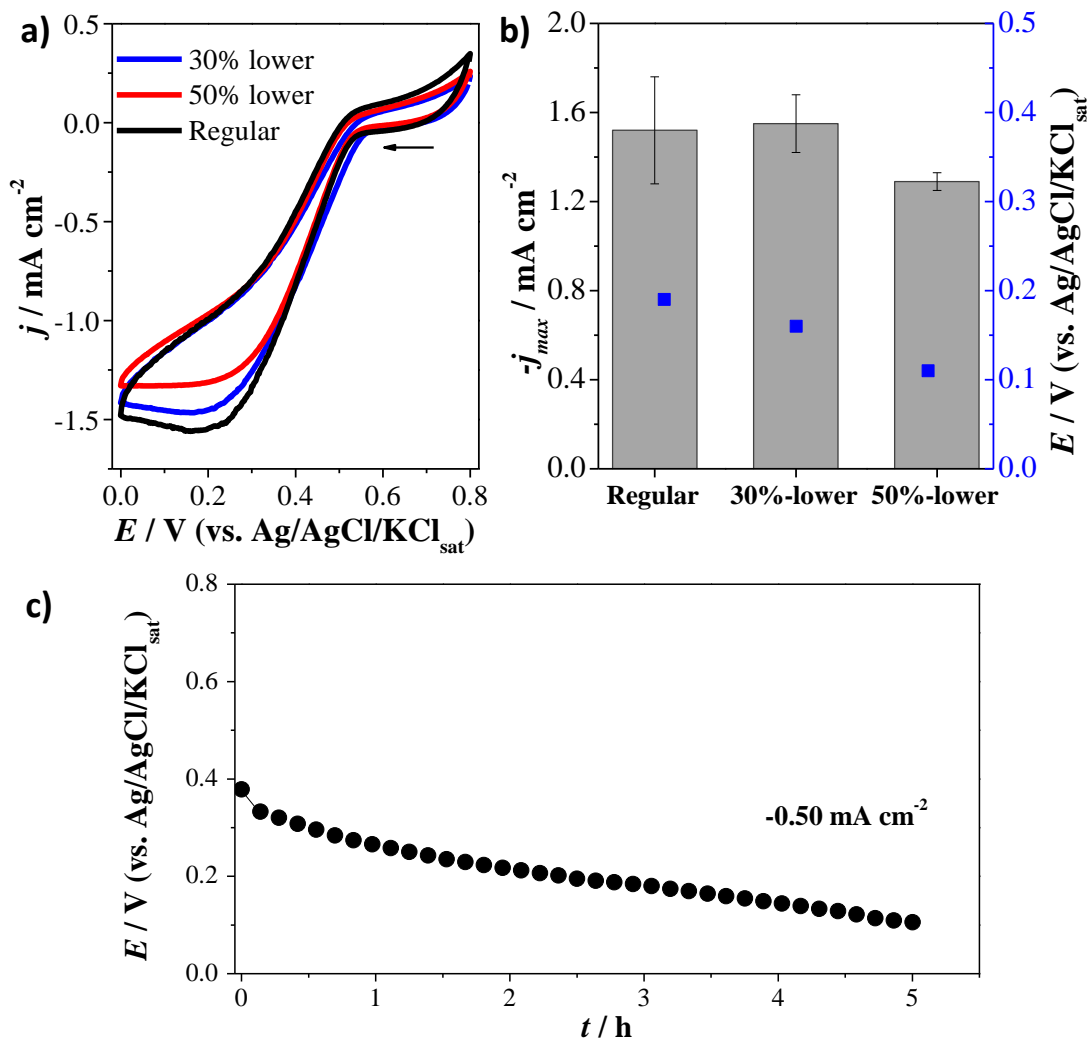 a)
30% lower
50% lower
Regular
j / mA cm-2
0.5
0.0
-0.5
-1.0
-1.5
0.0 0.2 0.4 0.6 0.8
E / V (vs. Ag/AgCl/KClsat)
b)
-jmax / mA cm-2
2.0
1.6
1.2
0.8
0.4
0.0
Regular 30%-lower 50%-lower
0.5
0.4
0.3
0.2
0.1
0.0
E / V (vs. Ag/AgCl/KClsat)
c)
E / V (vs. Ag/AgCl/KClsat)
0.8
0.6
0.4
0.2
0.0
-0.50 mA cm-2
0 1 2 3 4 5
t / h